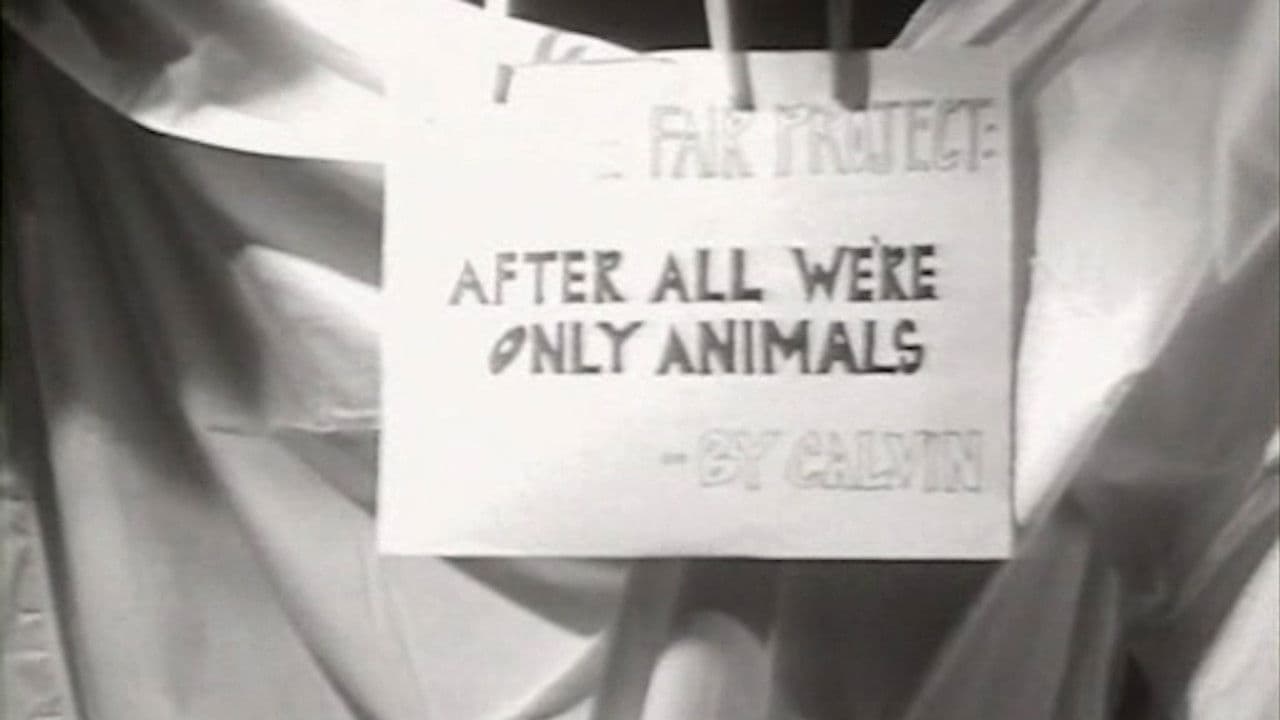 FAIR PROJECT:
AFTER ALL WE'RE
ONLY ANIMALS
- BY CALVIN